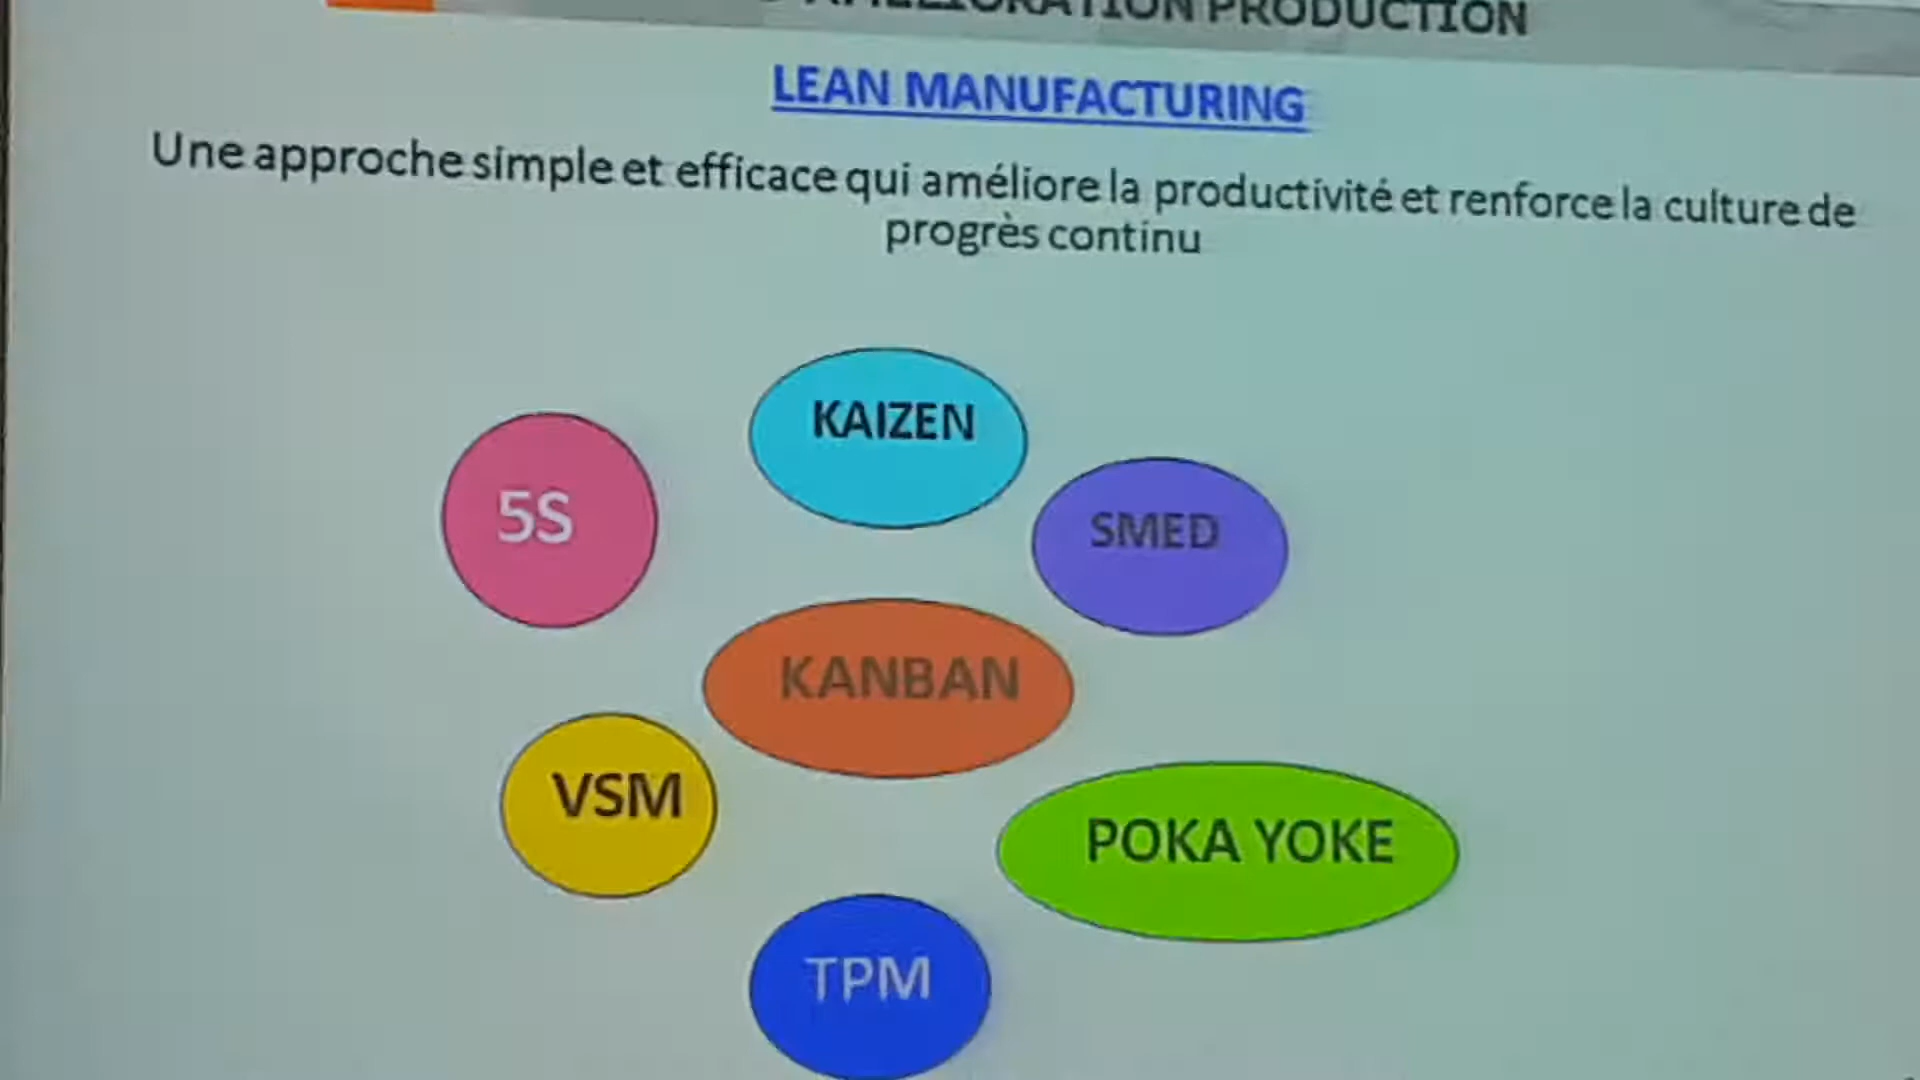 AMÉLIORATION PRODUCTION
LEAN MANUFACTURING
Une approche simple et efficace qui améliore la productivité et renforce la culture de
progrès continu
KAIZEN
5S
SMED
KANBAN
VSM
POKA YOKE
TPM